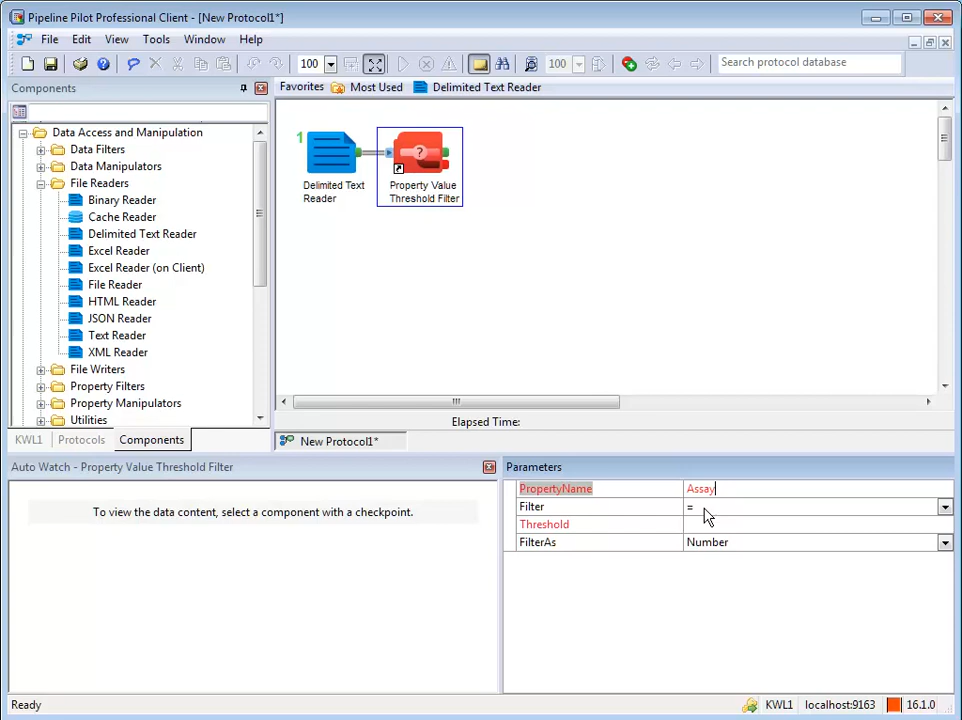 Pipeline Pilot Professional Client - [New Protocol1*]
File Edit View Tools Window Help
100 100 Search protocol database
Components
Favorites Most Used Delimited Text Reader
Data Access and Manipulation
Data Filters
Data Manipulators
File Readers
Binary Reader
Cache Reader
Delimited Text Reader
Excel Reader
Excel Reader (on Client)
File Reader
HTML Reader
JSON Reader
Text Reader
XML Reader
File Writers
Property Filters
Property Manipulators
Utilities
1
?
Delimited Text
Reader
Property Value
Threshold Filter
Elapsed Time:
KWL1 Protocols Components
New Protocol1*
Auto Watch - Property Value Threshold Filter
To view the data content, select a component with a checkpoint.
Parameters
PropertyName Assay
Filter =
Threshold
FilterAs Number
Ready
KWL1 localhost:9163 16.1.0